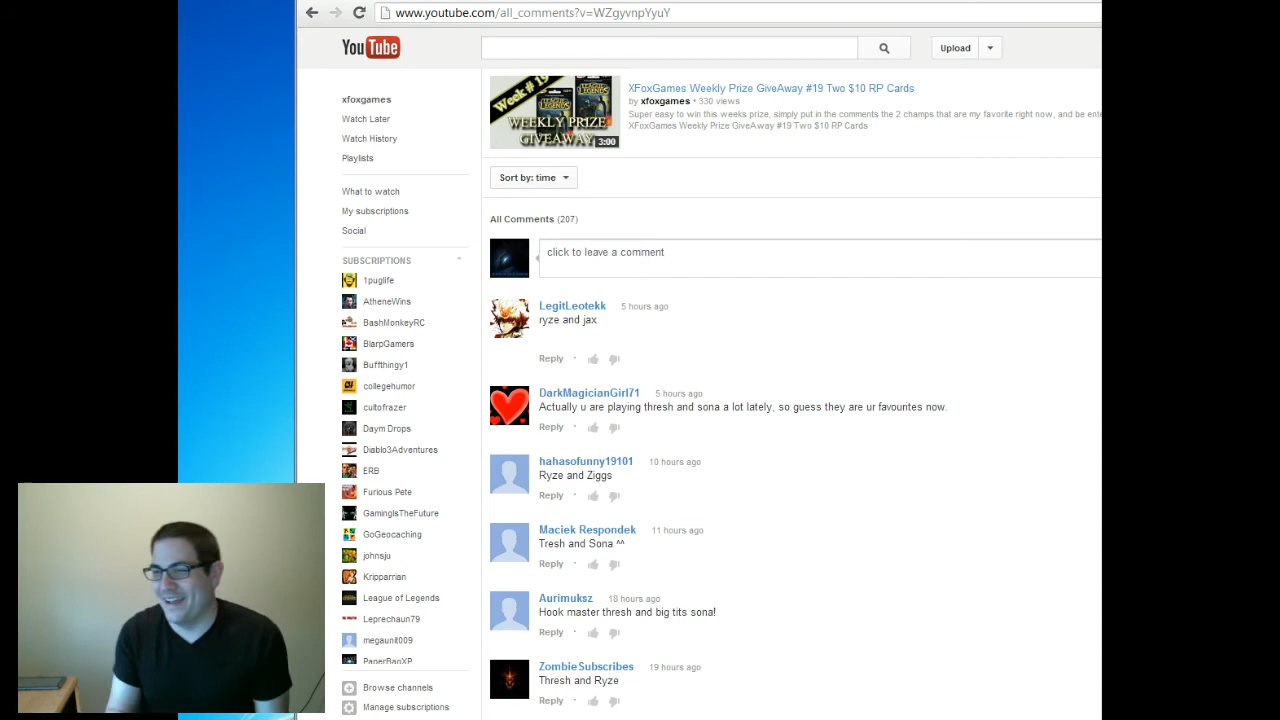 www.youtube.com/all_comments?v=WZgyvnpYyuY
YouTube
Upload
xfoxgames
Watch Later
Watch History
Playlists
What to watch
My subscriptions
Social
SUBSCRIPTIONS
1puglife
AtheneWins
BashMonkeyRC
BlarpGamers
Buffthingy1
collegehumor
cultofrazer
Daym Drops
Diablo3Adventures
ERB
Furious Pete
GamingIsTheFuture
GoGeocaching
johnsju
Kripparrian
League of Legends
Leprechaun79
megaunit009
PaperBagXP
Browse channels
Manage subscriptions
Week # 19
WEEKLY PRIZE
GIVEAWAY
3:00
XFoxGames Weekly Prize GiveAway #19 Two $10 RP Cards
by xfoxgames • 330 views
Super easy to win this weeks prize, simply put in the comments the 2 champs that are my favorite right now, and be ente
XFoxGames Weekly Prize GiveAway #19 Two $10 RP Cards
Sort by: time
All Comments (207)
click to leave a comment
LegitLeotekk 5 hours ago
ryze and jax
Reply ·
DarkMagicianGirl71 5 hours ago
Actually u are playing thresh and sona a lot lately, so guess they are ur favourites now.
Reply ·
hahasofunny19101 10 hours ago
Ryze and Ziggs
Reply ·
Maciek Respondek 11 hours ago
Tresh and Sona ^^
Reply ·
Aurimuksz 18 hours ago
Hook master thresh and big tits sona!
Reply ·
ZombieSubscribes 19 hours ago
Thresh and Ryze
Reply ·